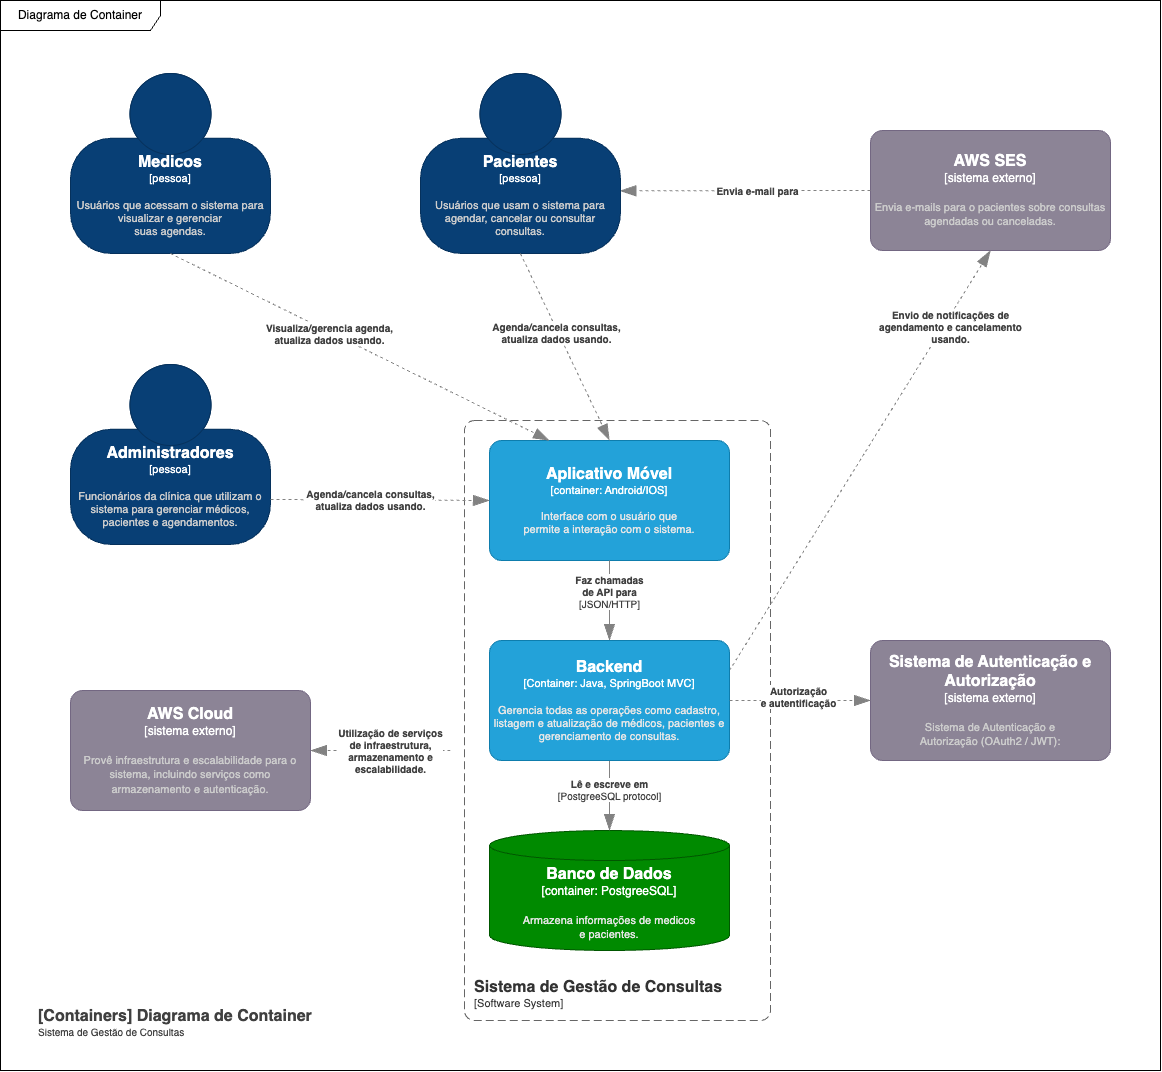 Diagrama de Container
Medicos
[pessoa]
Usuários que acessam o sistema para
visualizar e gerenciar
suas agendas.
Pacientes
[pessoa]
Usuários que usam o sistema para
agendar, cancelar ou consultar
consultas.
AWS SES
[sistema externo]
Envia e-mails para o pacientes sobre consultas
agendadas ou canceladas.
Envia e-mail para
Visualiza/gerencia agenda,
atualiza dados usando.
Agenda/cancela consultas,
atualiza dados usando.
Envio de notificações de
agendamento e cancelamento
usando.
Administradores
[pessoa]
Funcionários da clínica que utilizam o
sistema para gerenciar médicos,
pacientes e agendamentos.
Agenda/cancela consultas,
atualiza dados usando.
Aplicativo Móvel
[container: Android/IOS]
Interface com o usuário que
permite a interação com o sistema.
Faz chamadas
de API para
[JSON/HTTP]
Backend
[Container: Java, SpringBoot MVC]
Gerencia todas as operações como cadastro,
listagem e atualização de médicos, pacientes e
gerenciamento de consultas.
Autorização
e autentificação
Sistema de Autenticação e
Autorização
[sistema externo]
Sistema de Autenticação e
Autorização (OAuth2 / JWT):
AWS Cloud
[sistema externo]
Provê infraestrutura e escalabilidade para o
sistema, incluindo serviços como
armazenamento e autenticação.
Utilização de serviços
de infraestrutura,
armazenamento e
escalabilidade.
Lê e escreve em
[PostgreeSQL protocol]
Banco de Dados
[container: PostgreeSQL]
Armazena informações de medicos
e pacientes.
Sistema de Gestão de Consultas
[Software System]
[Containers] Diagrama de Container
Sistema de Gestão de Consultas